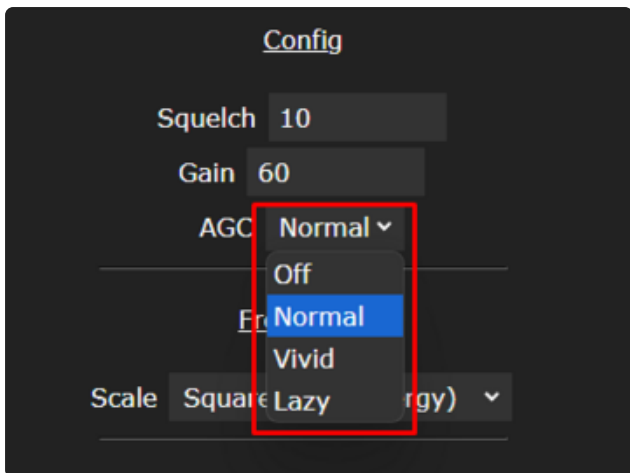 Config
Squelch 10
Gain 60
AGC Normal
Off
Normal
Vivid
Scale
Lazy